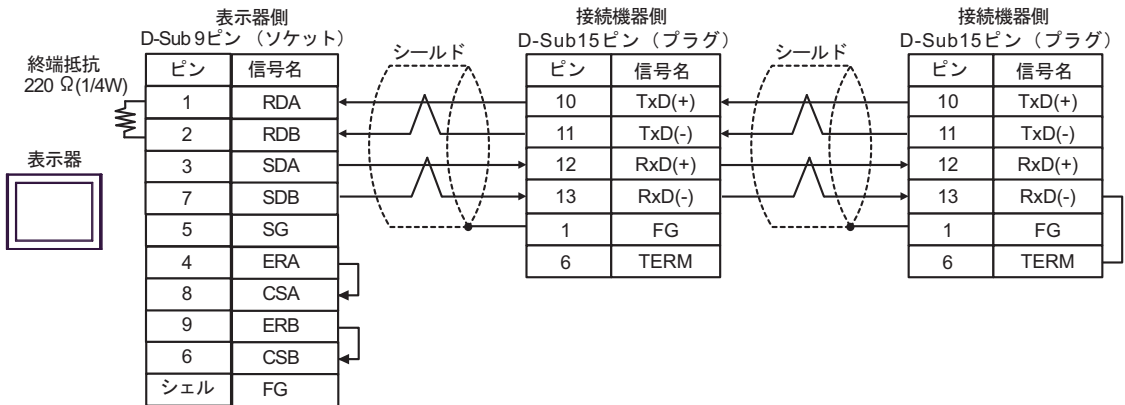 表示器側
D-Sub 9ピン （ソケット）
終端抵抗
220 Ω(1/4W)
表示器
ピン 信号名
1 RDA
2 RDB
3 SDA
7 SDB
5 SG
4 ERA
8 CSA
9 ERB
6 CSB
シェル FG
シールド
接続機器側
D-Sub15ピン（プラグ）
ピン 信号名
10 TxD(+)
11 TxD(-)
12 RxD(+)
13 RxD(-)
1 FG
6 TERM
シールド
接続機器側
D-Sub15ピン（プラグ）
ピン 信号名
10 TxD(+)
11 TxD(-)
12 RxD(+)
13 RxD(-)
1 FG
6 TERM